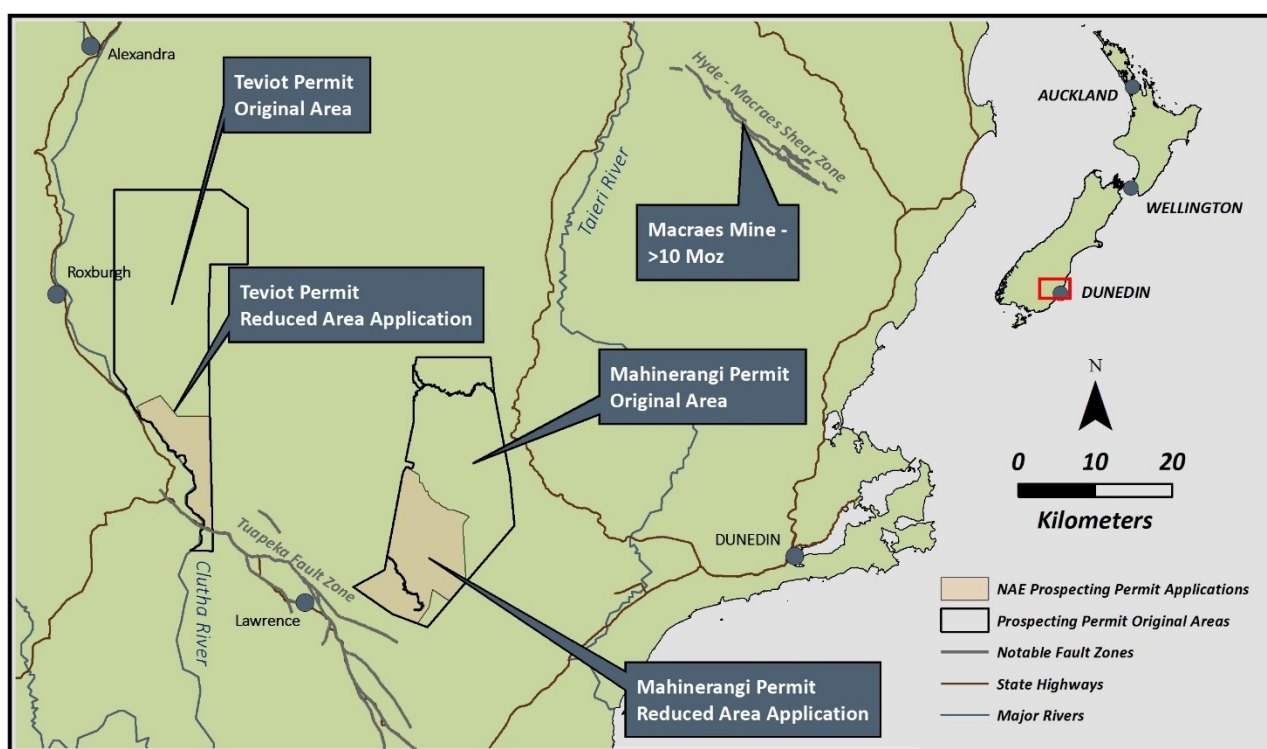 Alexandra
Teviot Permit
Original Area
Hyde - Macraes Shear Zone
AUCKLAND
WELLINGTON
DUNEDIN
Taieri River
Macraes Mine -
>10 Moz
Roxburgh
Teviot Permit
Reduced Area Application
Mahinerangi Permit
Original Area
N
0 10 20
Kilometers
Tuapeka Fault Zone
DUNEDIN
Clutha River
Lawrence
Mahinerangi Permit
Reduced Area Application
NAE Prospecting Permit Applications
Prospecting Permit Original Areas
Notable Fault Zones
State Highways
Major Rivers